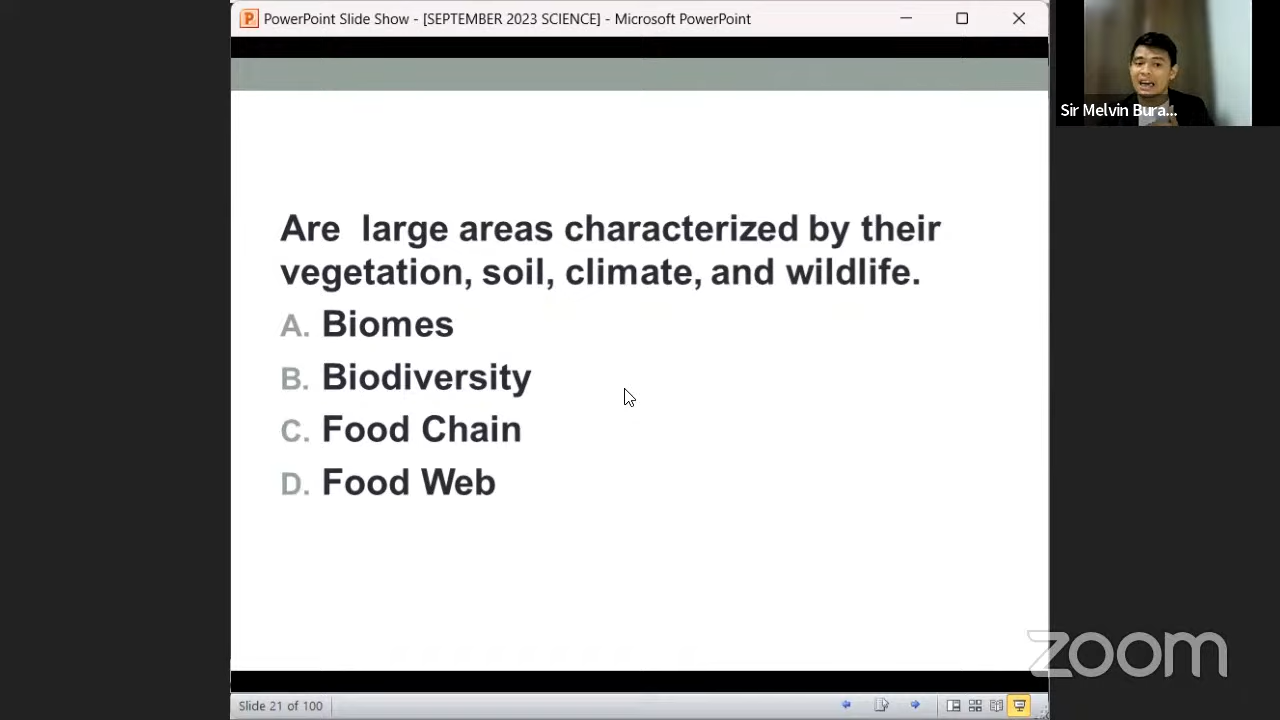 PowerPoint Slide Show - [SEPTEMBER 2023 SCIENCE] - Microsoft PowerPoint
Sir Melvin Bura...
Are  large areas characterized by their
vegetation, soil, climate, and wildlife.
A. Biomes
B. Biodiversity
C. Food Chain
D. Food Web
zoom
Slide 21 of 100